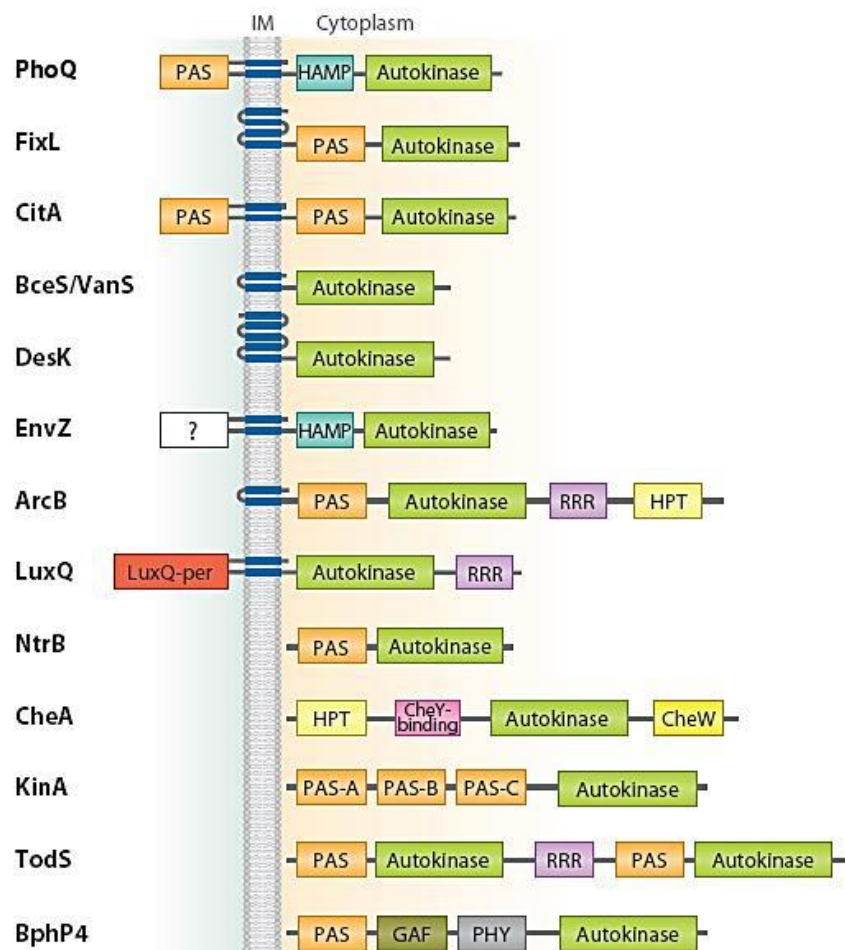 IM Cytoplasm
PhoQ PAS HAMP Autokinase
FixL PAS Autokinase
CitA PAS PAS Autokinase
BceS/VanS Autokinase
DesK Autokinase
EnvZ ? HAMP Autokinase
ArcB PAS Autokinase RRR HPT
LuxQ LuxQ-per Autokinase RRR
NtrB PAS Autokinase
CheA HPT CheY-
binding Autokinase CheW
KinA PAS-A PAS-B PAS-C Autokinase
TodS PAS Autokinase RRR PAS Autokinase
BphP4 PAS GAF PHY Autokinase